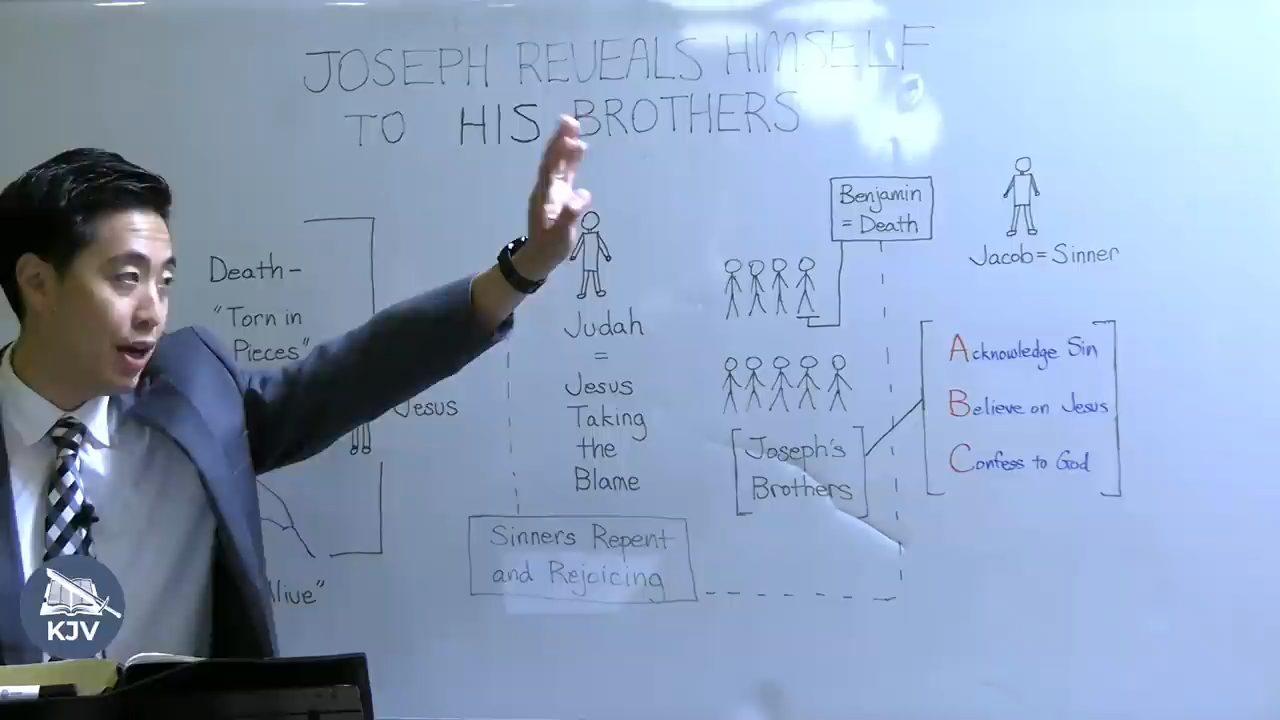 JOSEPH REVEALS HIMSELF
TO HIS BROTHERS
Death-
"Torn in
Pieces"
Jesus
Alive"
Judah
=
Jesus
Taking
the
Blame
Sinners Repent
and Rejoicing
Benjamin
= Death
Joseph's
Brothers
Jacob = Sinner
Acknowledge Sin
Believe on Jesus
Confess to God
KJV